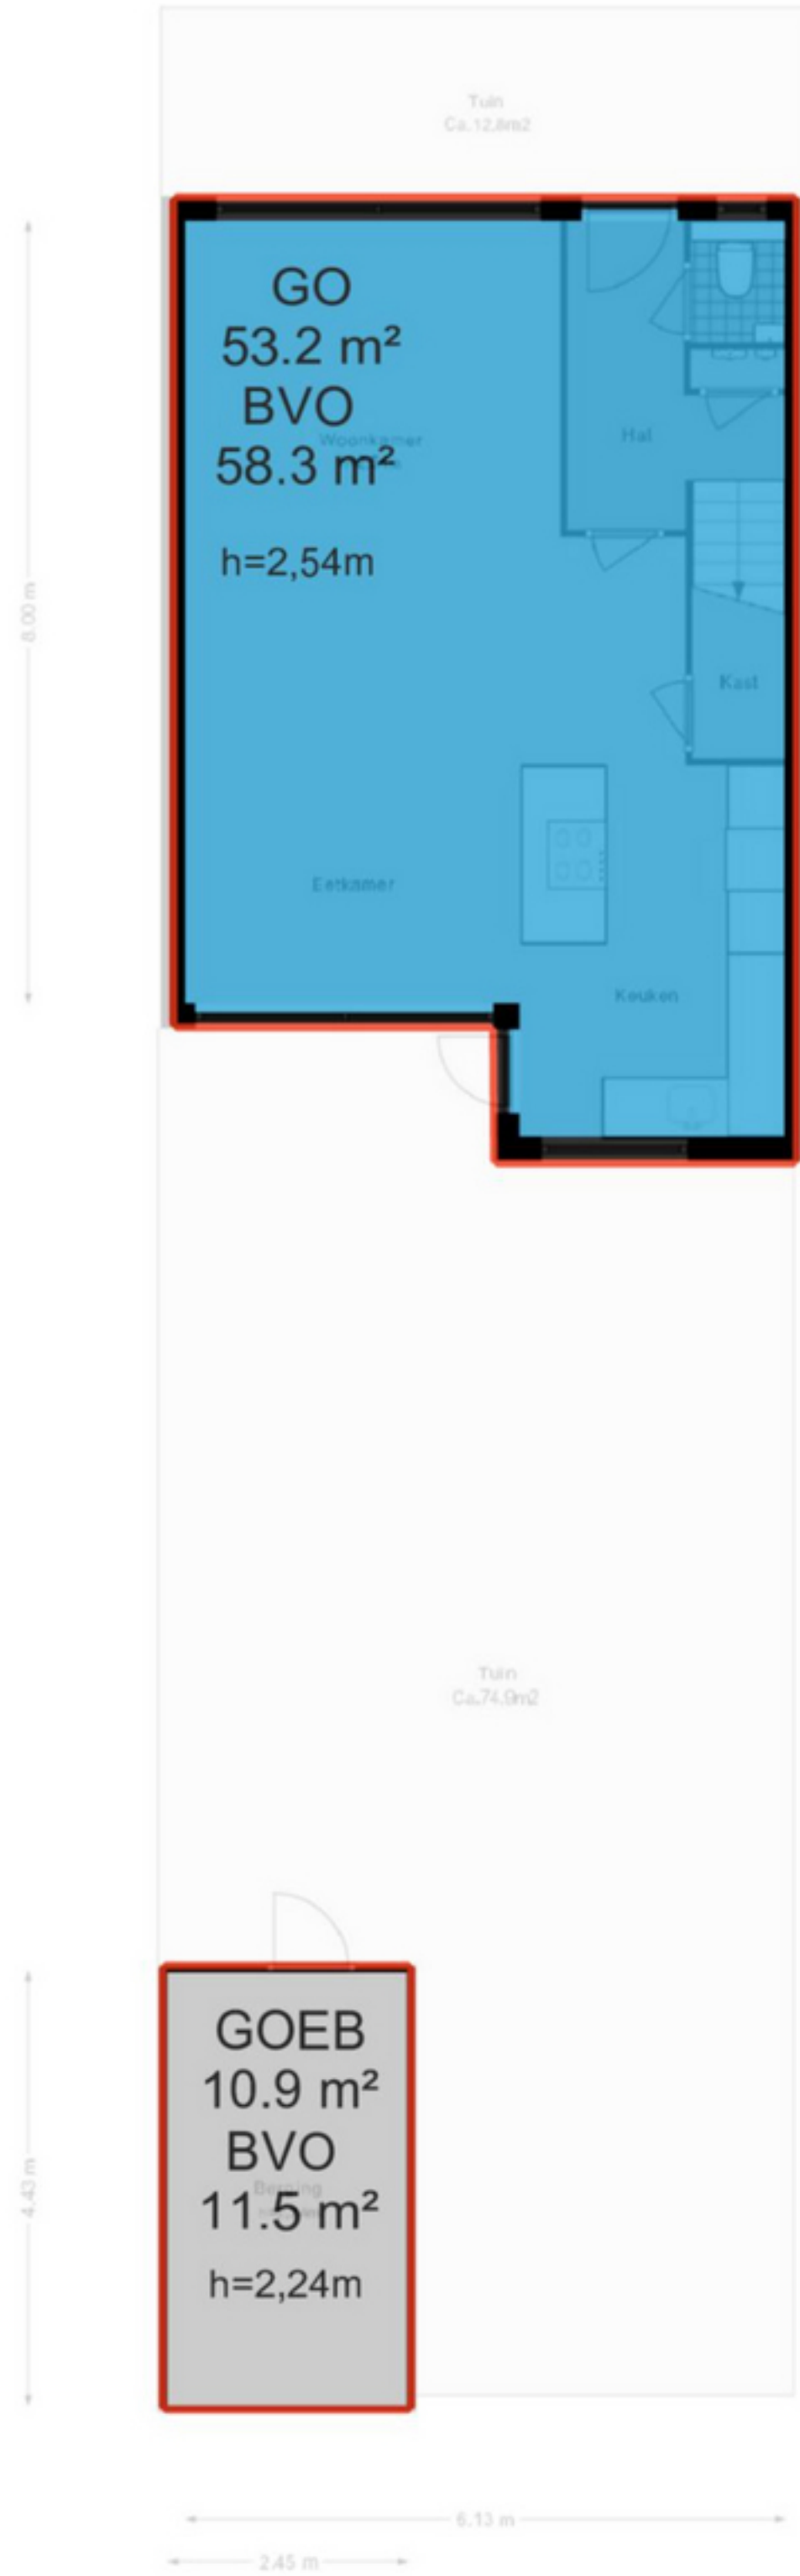 Tuin
Ca.12,8m2
GO
53.2 m²
BVO
Woonkamer
58.3 m²
h=2,54m
Hal
8.00 m
Kast
Eetkamer
Keuken
Tuin
Ca.74.9m2
GOEB
10.9 m²
BVO
Berging
11.5 m²
h=2,24m
4.43 m
6.13 m
2.45 m